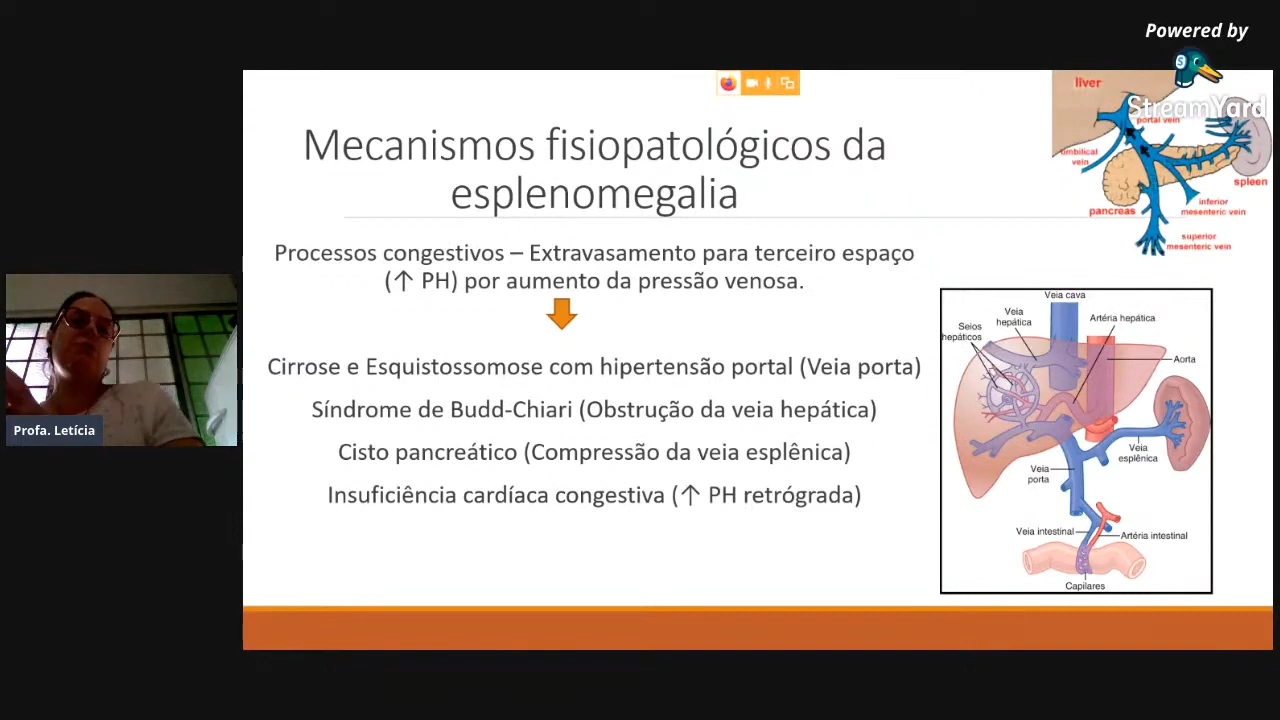 Powered by
StreamYard
Mecanismos fisiopatológicos da
esplenomegalia
Processos congestivos – Extravasamento para terceiro espaço
(↑ PH) por aumento da pressão venosa.
Cirrose e Esquistossomose com hipertensão portal (Veia porta)
Síndrome de Budd-Chiari (Obstrução da veia hepática)
Cisto pancreático (Compressão da veia esplênica)
Insuficiência cardíaca congestiva (↑ PH retrógrada)
liver
portal vein
umbilical
vein
spleen
pancreas
inferior
mesenteric vein
superior
mesenteric vein
Veia cava
Veia
hepática
Artéria hepática
Seios
hepáticos
Aorta
Veia
esplênica
Veia
porta
Veia intestinal
Artéria intestinal
Capilares
Profa. Letícia